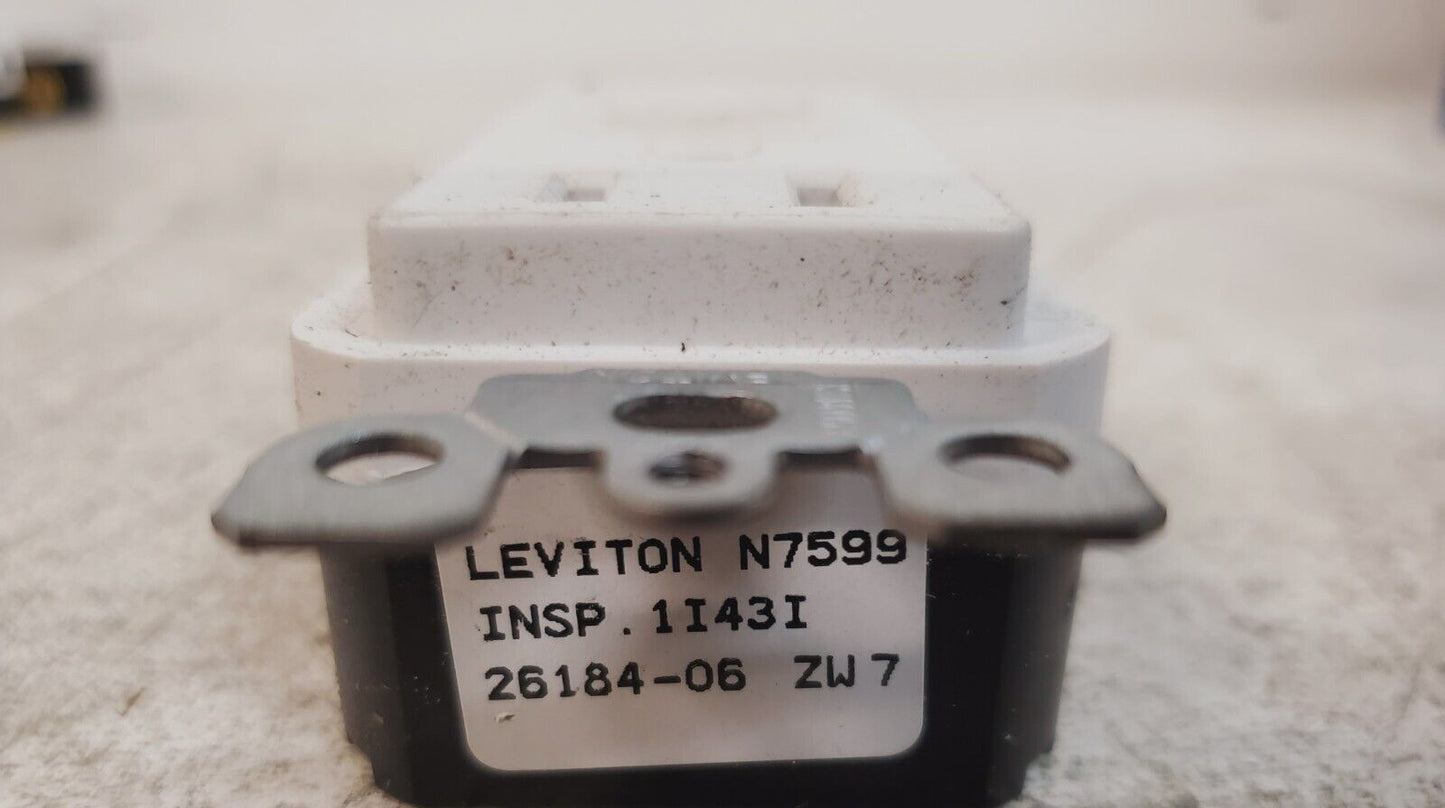 LEVITON N7599
INSP. 1I43I
26184-06 ZW7